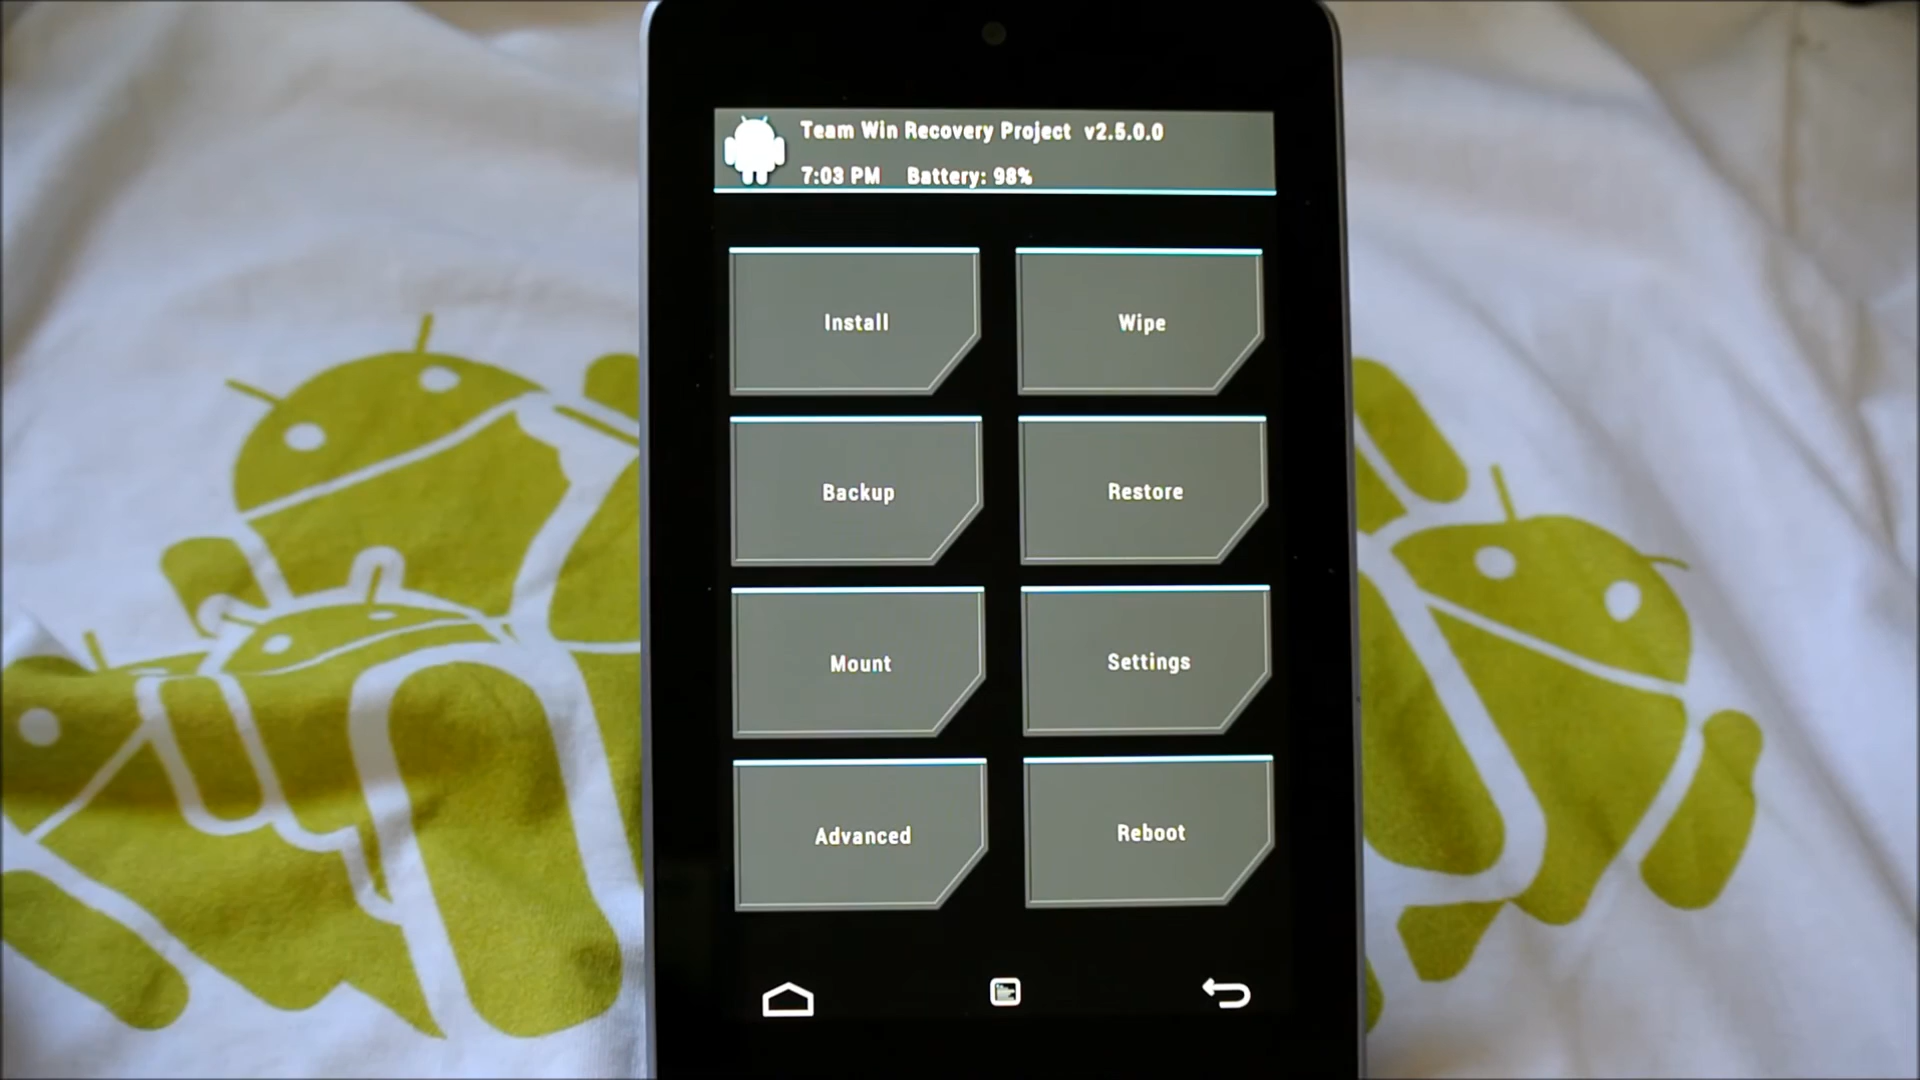 Team Win Recovery Project v2.5.0.0
7:03 PM Battery: 98%
Install
Wipe
Backup
Restore
Mount
Settings
Advanced
Reboot